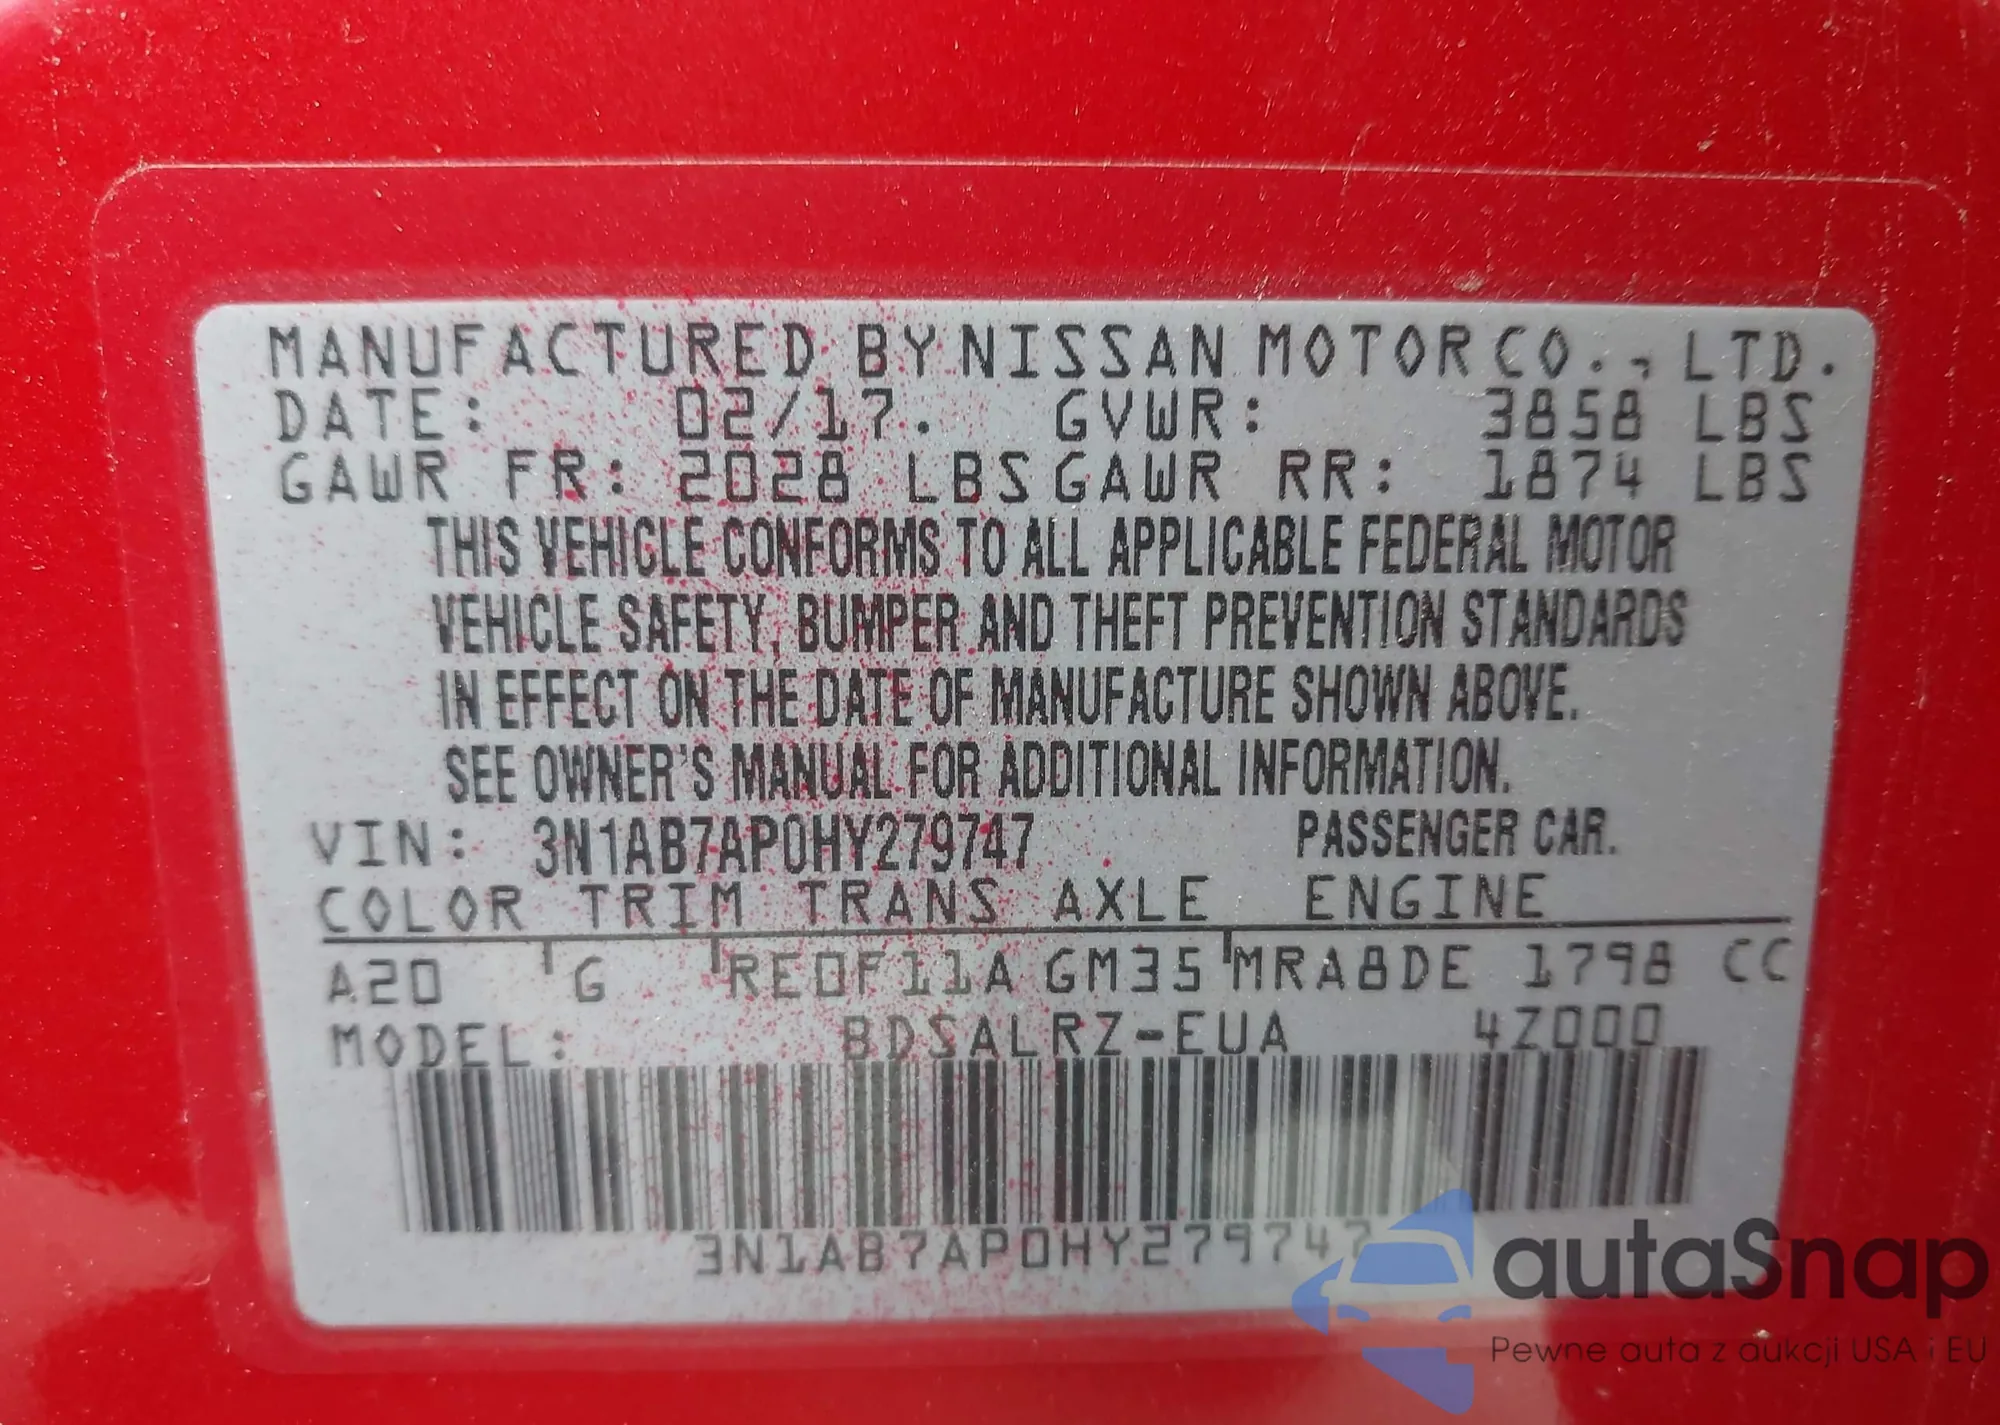 MANUFACTURED BY NISSAN MOTOR CO., LTD.
DATE: 02/17. GVWR: 3858 LBS
GAWR FR: 2028 LBS GAWR RR: 1874 LBS
THIS VEHICLE CONFORMS TO ALL APPLICABLE FEDERAL MOTOR
VEHICLE SAFETY, BUMPER AND THEFT PREVENTION STANDARDS
IN EFFECT ON THE DATE OF MANUFACTURE SHOWN ABOVE.
SEE OWNER'S MANUAL FOR ADDITIONAL INFORMATION.
VIN: 3N1AB7AP0HY279747 PASSENGER CAR.
COLOR TRIM TRANS AXLE ENGINE
A20 G RE0F11A GM35 MRA8DE 1798 CC
MODEL: BDSALRZ-EUA 4Z000
3N1AB7AP0HY279747
autaSnap
Pewne auta z aukcji USA i EU